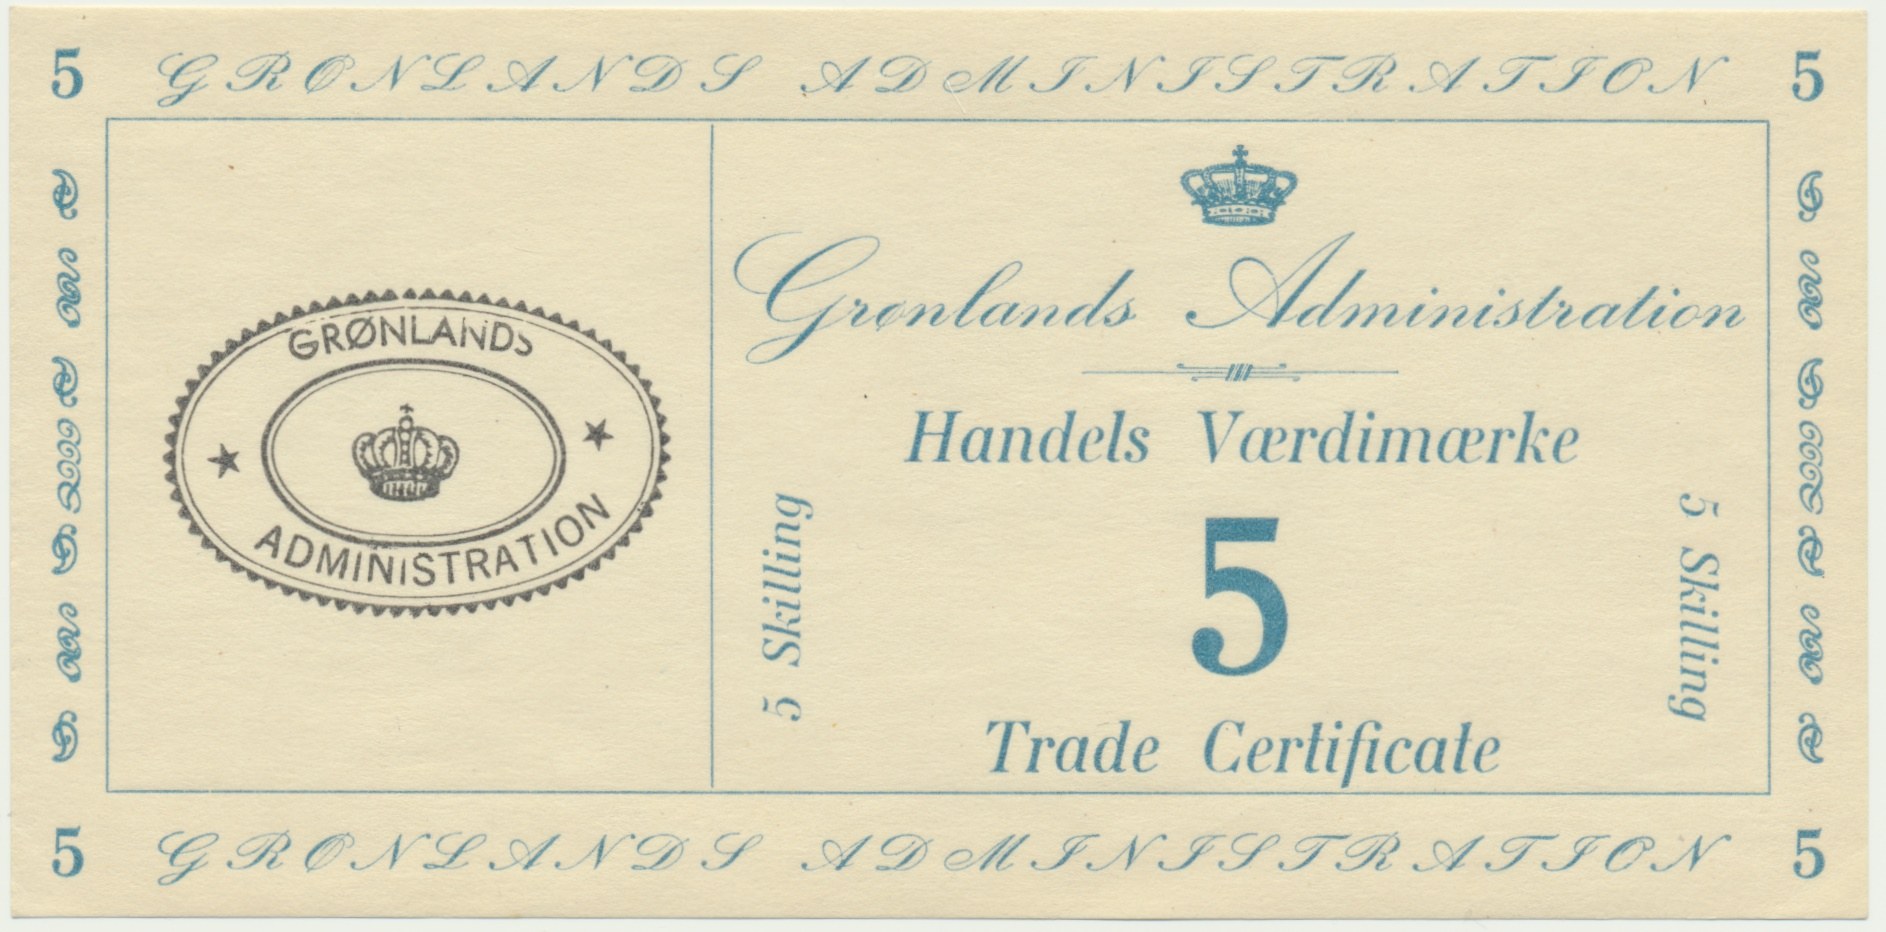 5 GRØNLANDS ADMINISTRATION 5
GRØNLANDS
ADMINISTRATION
Grønlands Administration
Handels Værdimærke
5 Skilling
5
5 Skilling
Trade Certificate
5 GRØNLANDS ADMINISTRATION 5